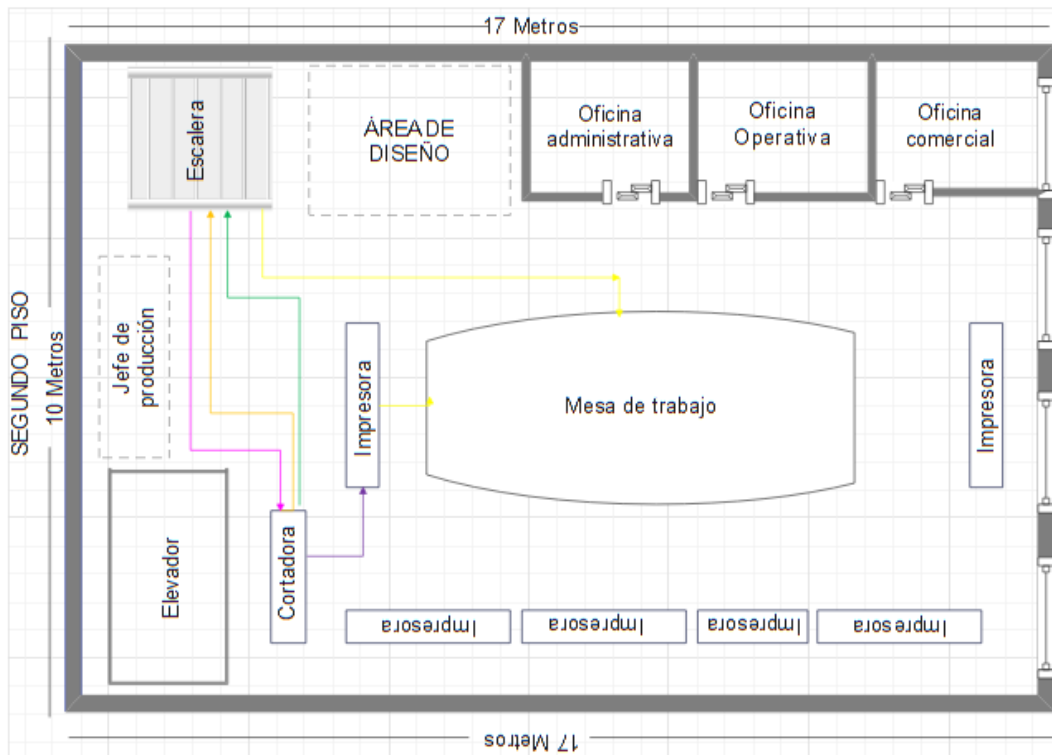 17 Metros
Escalera
ÁREA DE
DISEÑO
Oficina
administrativa
Oficina
Operativa
Oficina
comercial
SEGUNDO PISO
10 Metros
Jefe de
producción
Impresora
Mesa de trabajo
Impresora
Elevador
Cortadora
Impresora
Impresora
Impresora
Impresora
17 Metros